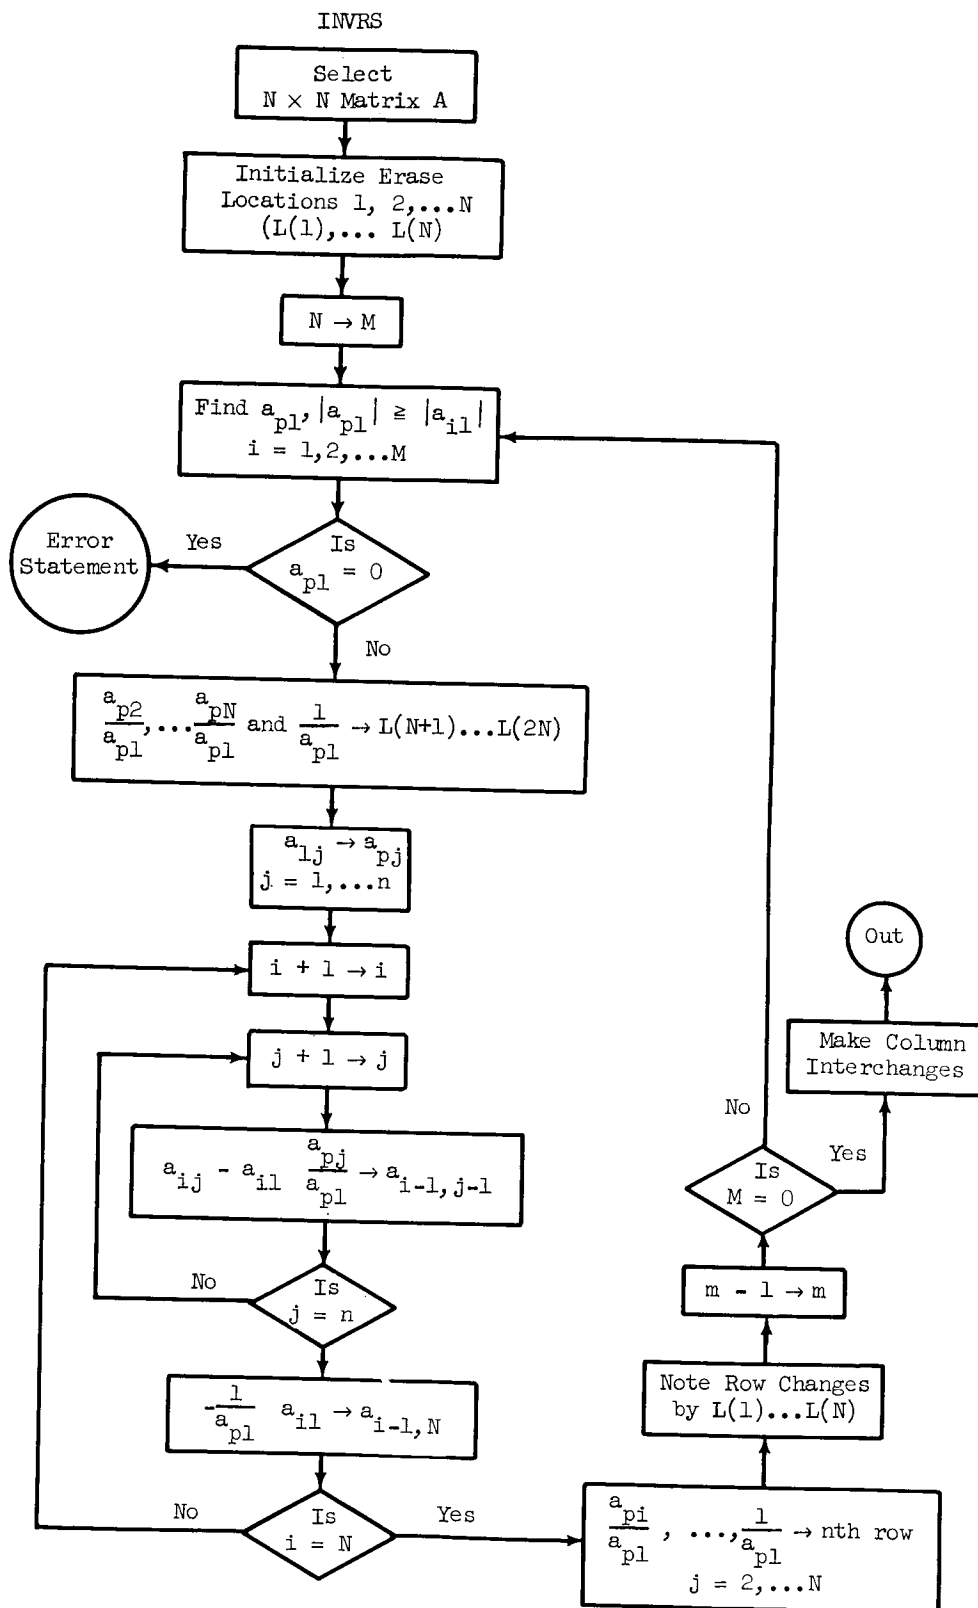 INVRS
Select
N × N Matrix A
Initialize Erase
Locations 1, 2,...N
(L(1),... L(N)
N → M
Find a_p1, |a_p1| ≧ |a_i1|
i = 1,2,...M
Is
a_p1 = 0
Yes
Error
Statement
No
a_p2/a_p1,...a_pN/a_p1 and 1/a_p1 → L(N+1)...L(2N)
a_1j → a_pj
j = 1,...n
i + 1 → i
j + 1 → j
a_ij - a_i1 a_pj/a_p1 → a_i-1,j-1
Is
j = n
No
-1/a_p1 a_i1 → a_i-1,N
Is
i = N
No
Yes
a_pi/a_p1 , ...,1/a_p1 → nth row
j = 2,...N
Note Row Changes
by L(1)...L(N)
m - 1 → m
Is
M = 0
No
Yes
Make Column
Interchanges
Out